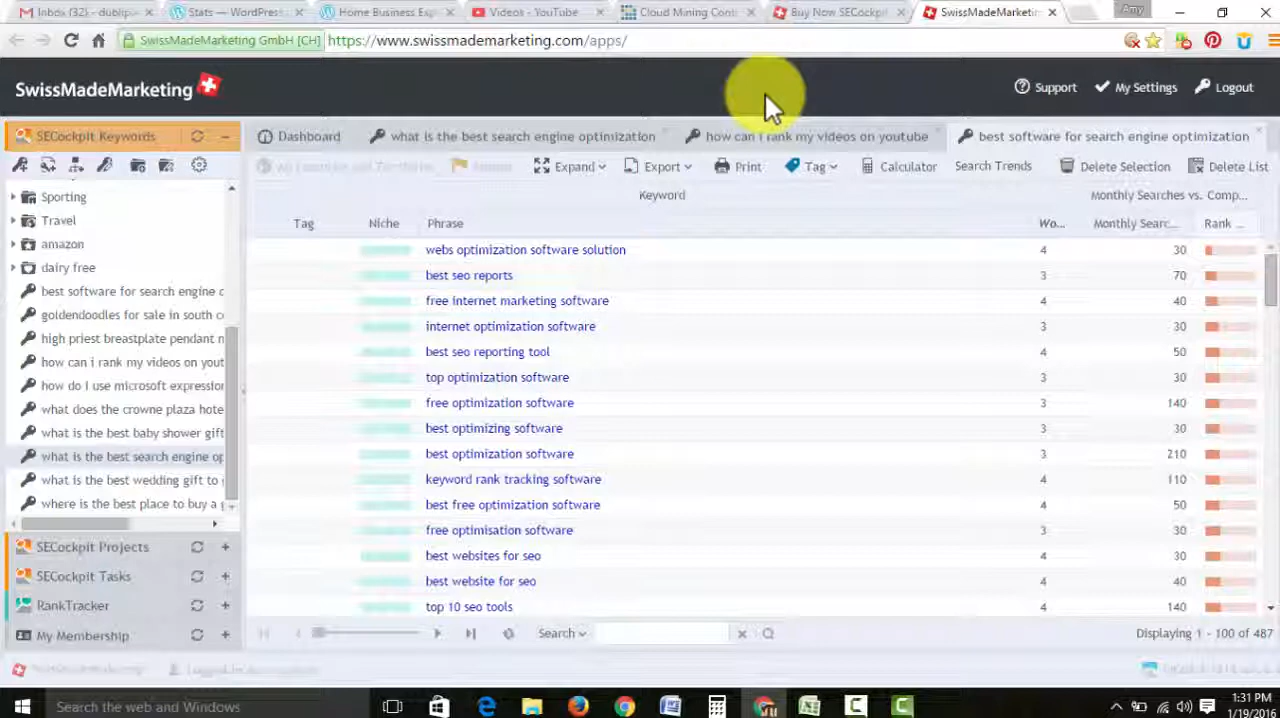 Inbox (32) - dublip
Stats — WordPres
Home Business Exp
Videos - YouTube
Cloud Mining Cont
Buy Now SECockpit
SwissMadeMarketin
Amy
SwissMadeMarketing GmbH [CH]
https://www.swissmademarketing.com/apps/
SwissMadeMarketing
Support
My Settings
Logout
SECockpit Keywords
Dashboard
what is the best search engine optimization
how can i rank my videos on youtube
best software for search engine optimization
Expand
Export
Print
Tag
Calculator
Search Trends
Delete Selection
Delete List
Sporting
Travel
amazon
dairy free
best software for search engine o
goldendoodles for sale in south c
high priest breastplate pendant n
how can i rank my videos on yout
how do i use microsoft expression
what does the crowne plaza hote
what is the best baby shower gift
what is the best search engine op
what is the best wedding gift to
where is the best place to buy a
SECockpit Projects
SECockpit Tasks
RankTracker
My Membership
Keyword
Monthly Searches vs. Comp...
Tag Niche Phrase Wo... Monthly Searc... Rank ...
webs optimization software solution 4 30
best seo reports 3 70
free internet marketing software 4 40
internet optimization software 3 30
best seo reporting tool 4 50
top optimization software 3 30
free optimization software 3 140
best optimizing software 3 30
best optimization software 3 210
keyword rank tracking software 4 110
best free optimization software 4 50
free optimisation software 3 30
best websites for seo 4 30
best website for seo 4 40
top 10 seo tools 4 140
Search
Displaying 1 - 100 of 487
Search the web and Windows
1:31 PM
1/19/2016